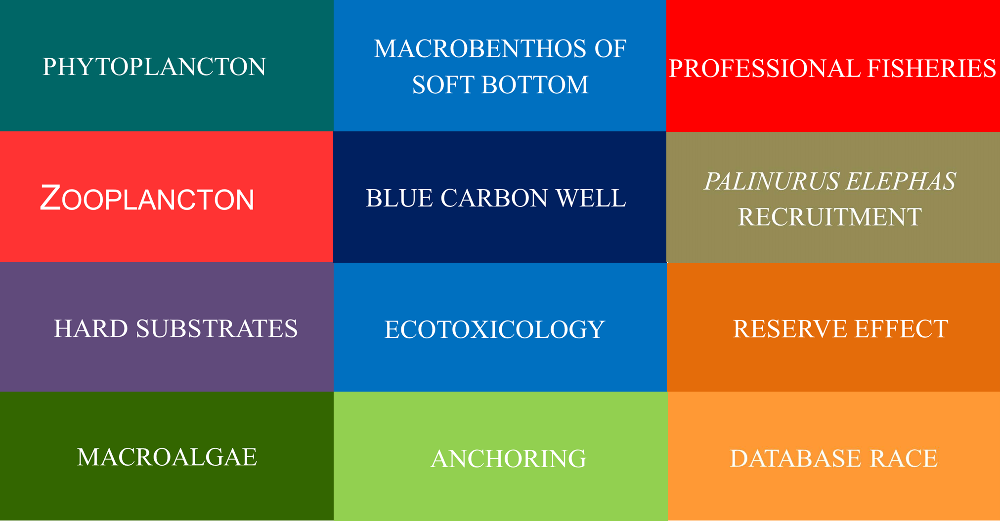 PHYTOPLANCTON
MACROBENTHOS OF
SOFT BOTTOM
PROFESSIONAL FISHERIES
ZOOPLANCTON
BLUE CARBON WELL
PALINURUS ELEPHAS
RECRUITMENT
HARD SUBSTRATES
ECOTOXICOLOGY
RESERVE EFFECT
MACROALGAE
ANCHORING
DATABASE RACE